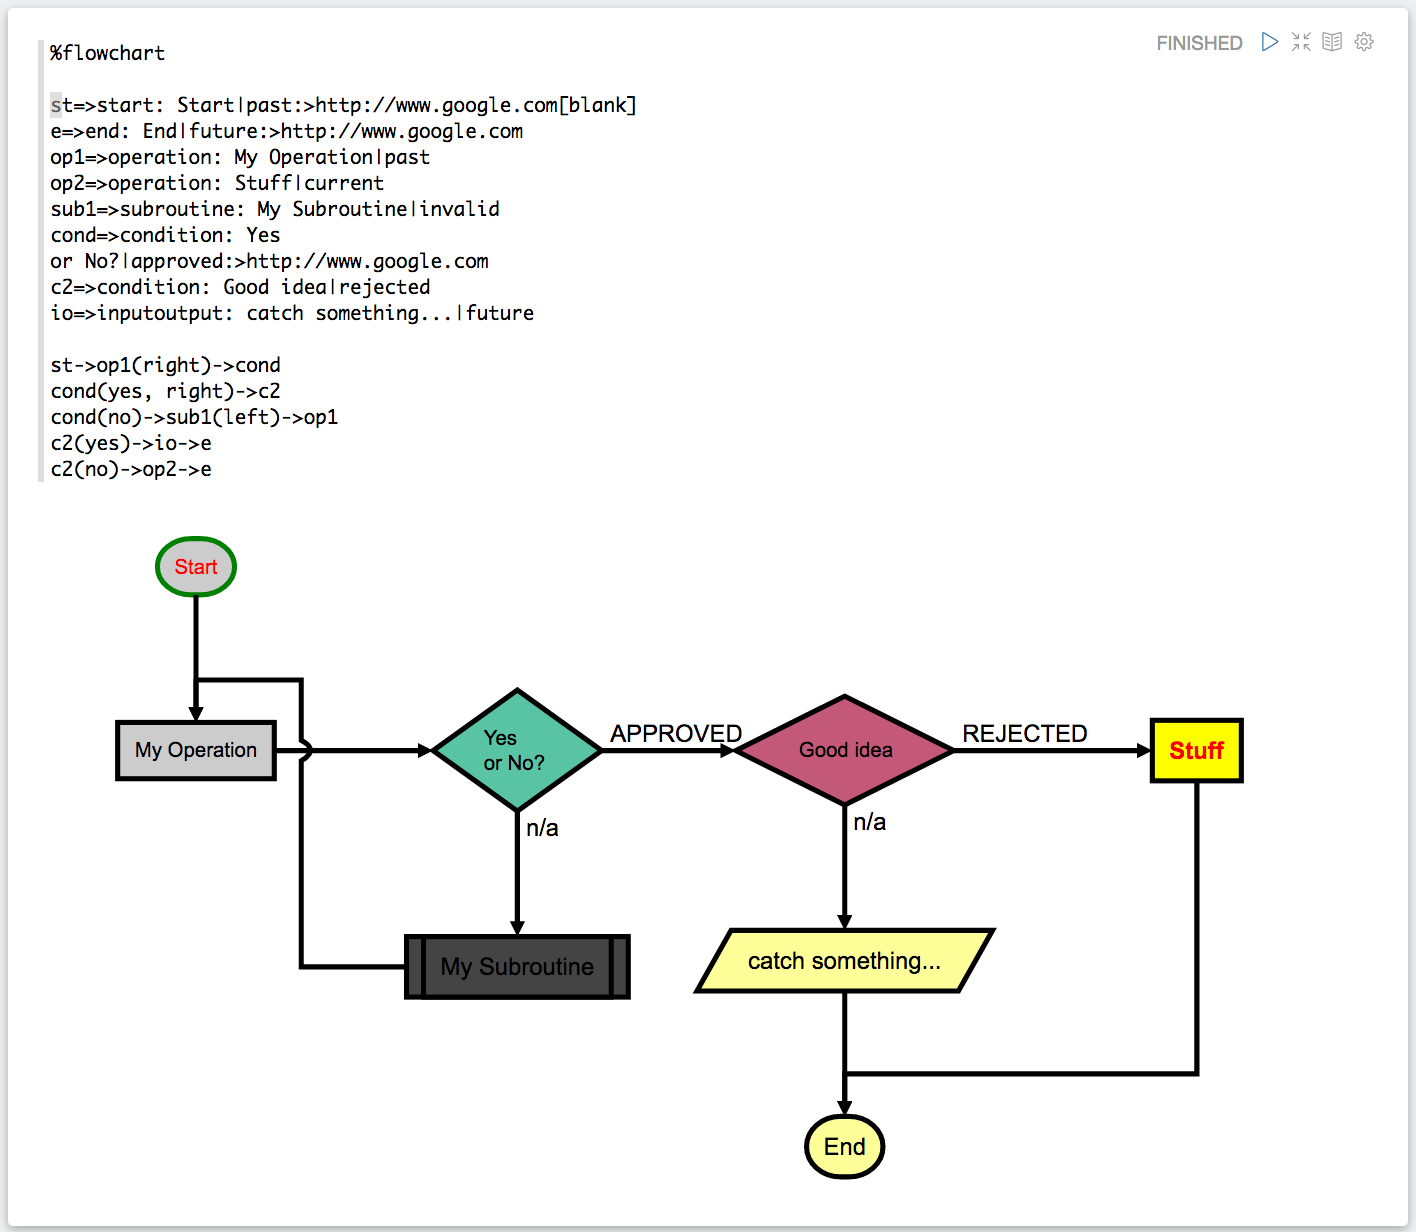 FINISHED
%flowchart
st=>start: Start|past:>http://www.google.com[blank]
e=>end: End|future:>http://www.google.com
op1=>operation: My Operation|past
op2=>operation: Stuff|current
sub1=>subroutine: My Subroutine|invalid
cond=>condition: Yes
or No?|approved:>http://www.google.com
c2=>condition: Good idea|rejected
io=>inputoutput: catch something...|future
st->op1(right)->cond
cond(yes, right)->c2
cond(no)->sub1(left)->op1
c2(yes)->io->e
c2(no)->op2->e
Start
My Operation
Yes
or No?
APPROVED
n/a
Good idea
REJECTED
n/a
Stuff
My Subroutine
catch something...
End